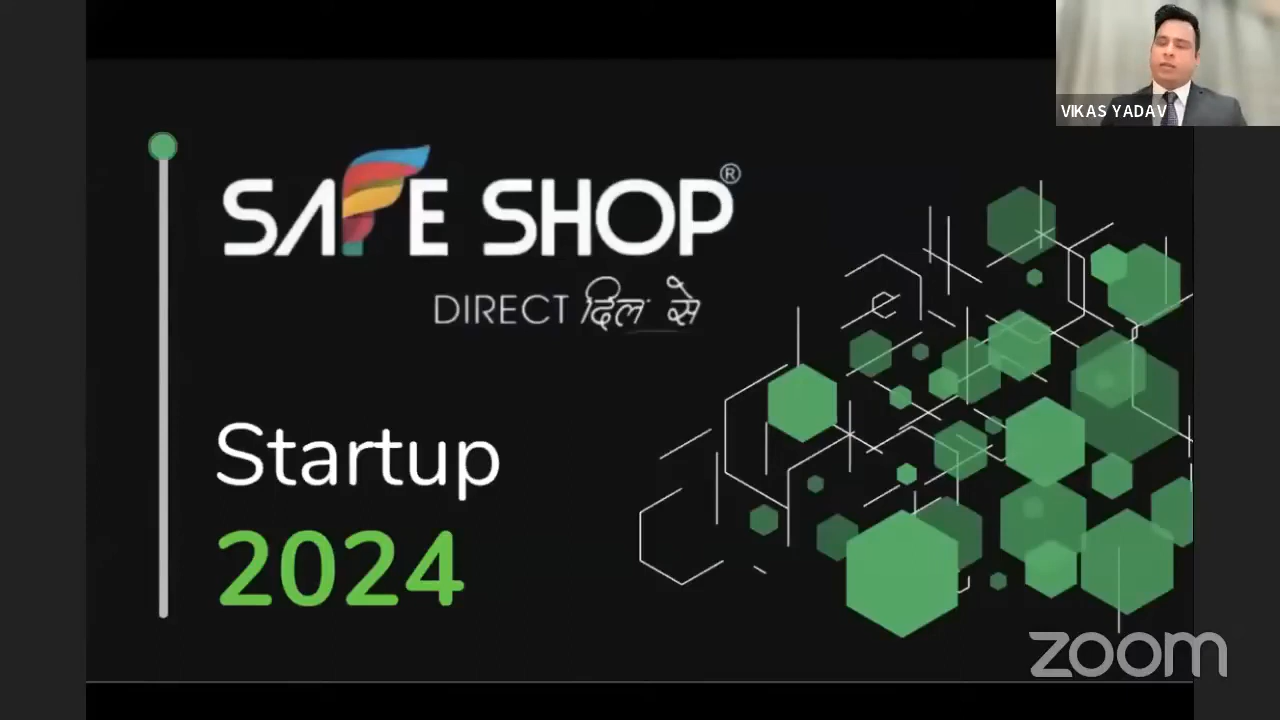 VIKAS YADAV
SAFE SHOP®
DIRECT दिल से
Startup
2024
zoom